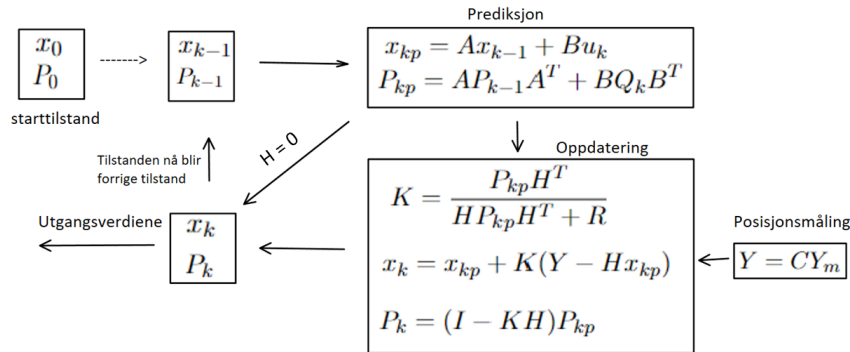 Prediksjon
x_0
P_0
starttilstand
x_{k-1}
P_{k-1}
x_{kp} = Ax_{k-1} + Bu_k
P_{kp} = AP_{k-1}A^T + BQ_kB^T
Tilstanden nå blir
forrige tilstand
H = 0
Oppdatering
K = \frac{P_{kp}H^T}{HP_{kp}H^T + R}
x_k = x_{kp} + K(Y - Hx_{kp})
P_k = (I - KH)P_{kp}
Utgangsverdiene
x_k
P_k
Posisjonsmåling
Y = CY_m